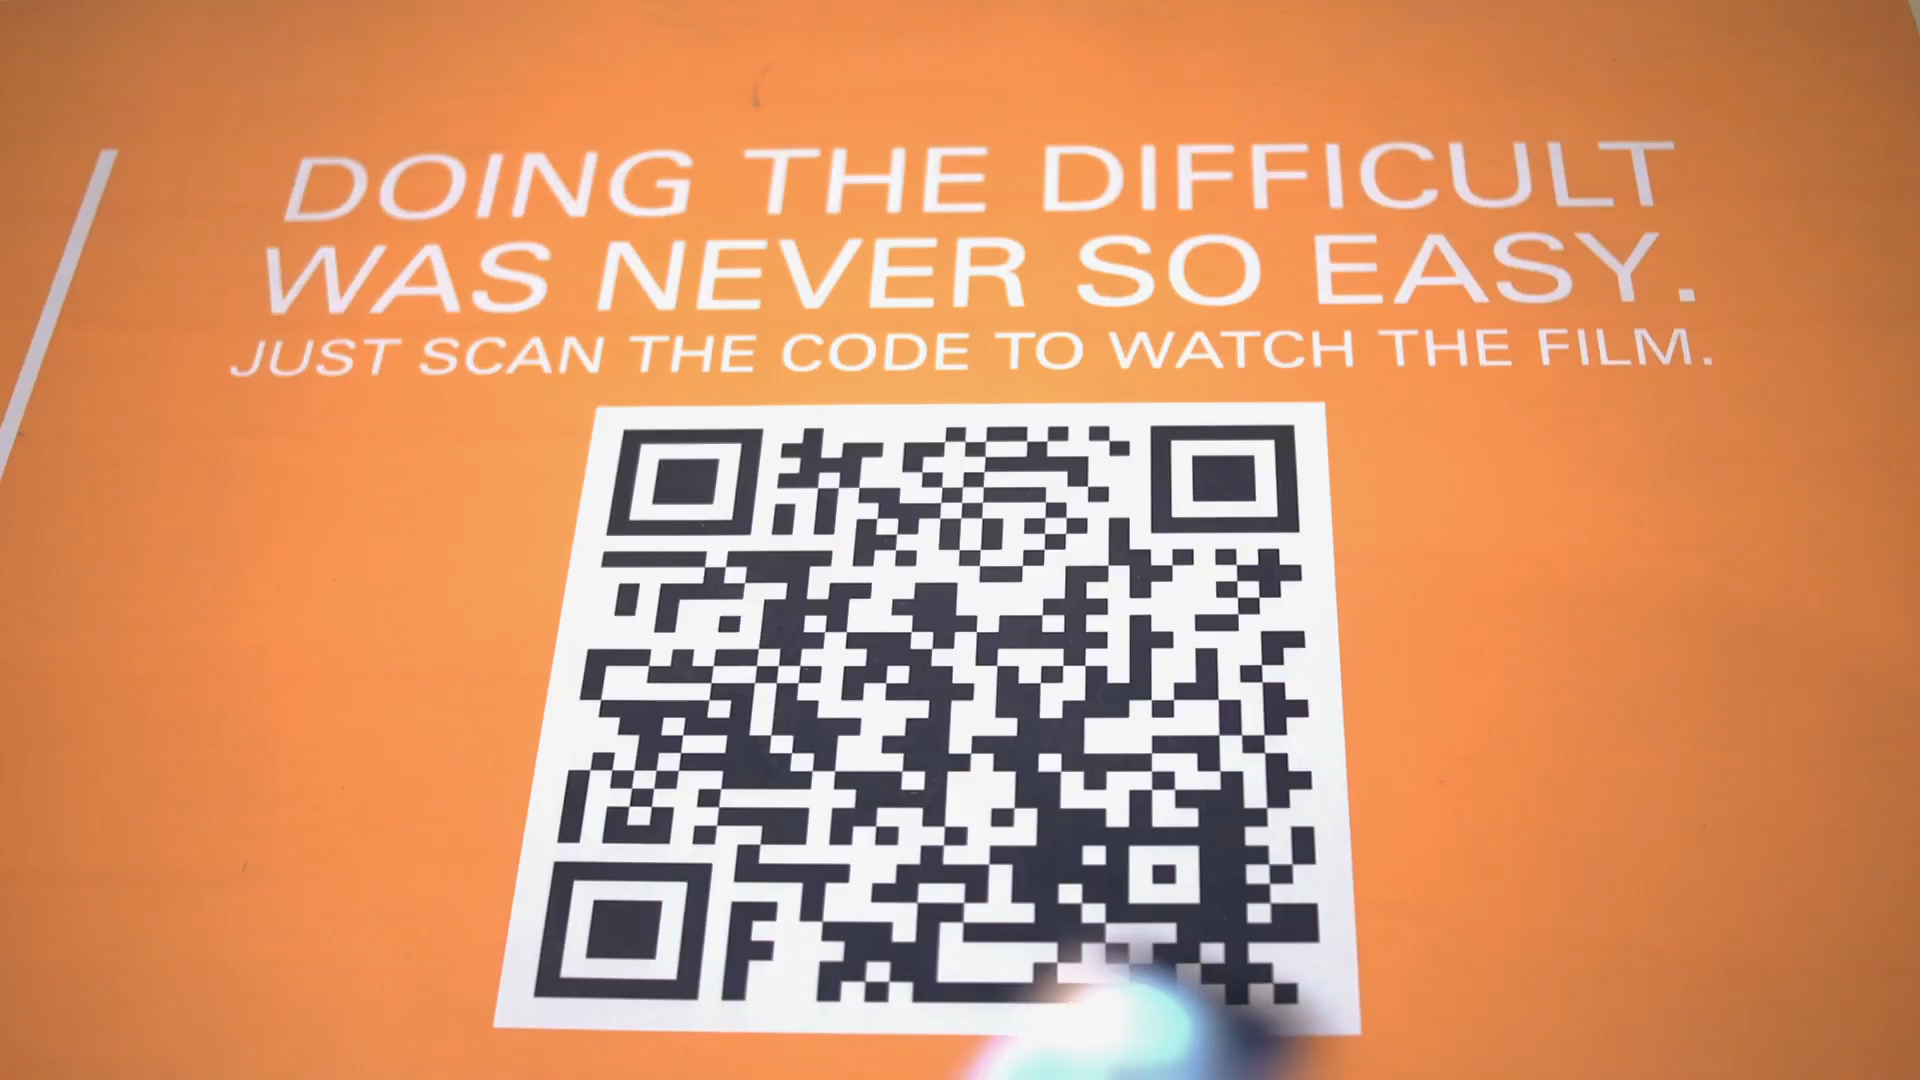 DOING THE DIFFICULT
WAS NEVER SO EASY.
JUST SCAN THE CODE TO WATCH THE FILM.